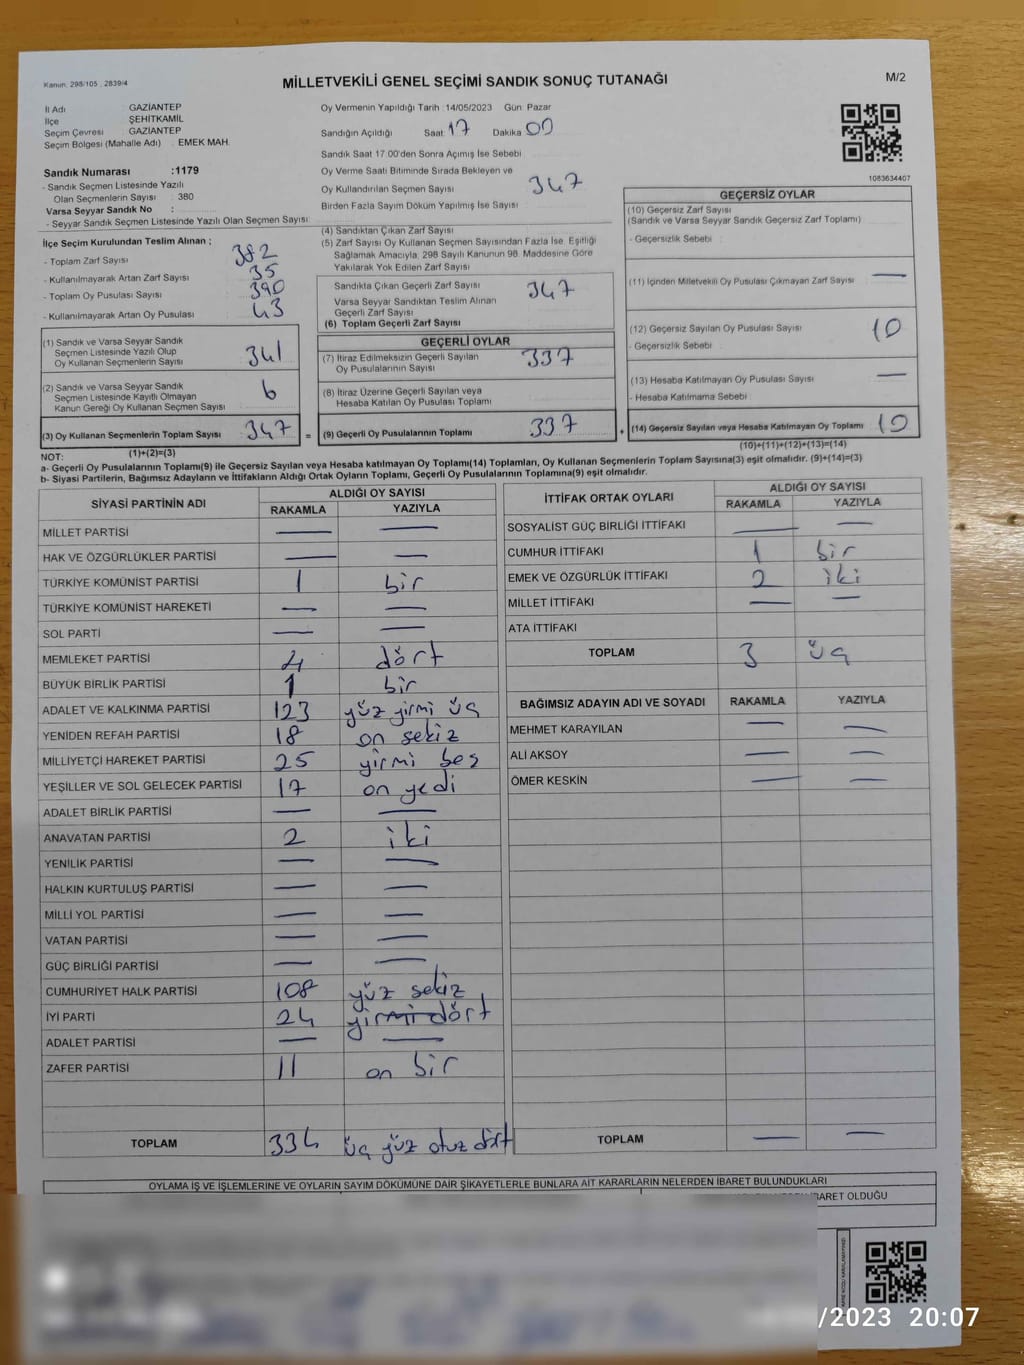 Kanun: 298/105 , 2839/4
MİLLETVEKİLİ GENEL SEÇİMİ SANDIK SONUÇ TUTANAĞI
M/2
İl Adı : GAZİANTEP
İlçe : ŞEHİTKAMİL
Seçim Çevresi : GAZİANTEP
Seçim Bölgesi (Mahalle Adı) : EMEK MAH.
Oy Vermenin Yapıldığı Tarih :14/05/2023 Gün: Pazar
Sandığın Açıldığı Saat: 17 Dakika: 00
Sandık Saat 17:00'den Sonra Açımış İse Sebebi
Oy Verme Saati Bitiminde Sırada Bekleyen ve
Oy Kullandırılan Seçmen Sayısı 347
Birden Fazla Sayım Döküm Yapılmış İse Sayısı
1083634407
Sandık Numarası :1179
- Sandık Seçmen Listesinde Yazılı
Olan Seçmenlerin Sayısı : 380
Varsa Seyyar Sandık No :
- Seyyar Sandık Seçmen Listesinde Yazılı Olan Seçmen Sayısı:
İlçe Seçim Kurulundan Teslim Alınan ;
- Toplam Zarf Sayısı 382
- Kullanılmayarak Artan Zarf Sayısı 35
- Toplam Oy Pusulası Sayısı 390
- Kullanılmayarak Artan Oy Pusulası 43
(1) Sandık ve Varsa Seyyar Sandık
Seçmen Listesinde Yazılı Olup
Oy Kullanan Seçmenlerin Sayısı 341
(2) Sandık ve Varsa Seyyar Sandık
Seçmen Listesinde Kayıtlı Olmayan
Kanun Gereği Oy Kullanan Seçmen Sayısı 6
(3) Oy Kullanan Seçmenlerin Toplam Sayısı 347 =
(1)+(2)=(3)
(4) Sandıktan Çıkan Zarf Sayısı
(5) Zarf Sayısı Oy Kullanan Seçmen Sayısından Fazla İse, Eşitliği
Sağlamak Amacıyla, 298 Sayılı Kanunun 98. Maddesine Göre
Yakılarak Yok Edilen Zarf Sayısı
Sandıkla Çıkan Geçerli Zarf Sayısı 347
Varsa Seyyar Sandıktan Teslim Alınan
Geçerli Zarf Sayısı
(6) Toplam Geçerli Zarf Sayısı
GEÇERLİ OYLAR
(7) İtiraz Edilmeksizin Geçerli Sayılan
Oy Pusulalarının Sayısı 337
(8) İtiraz Üzerine Geçerli Sayılan veya
Hesaba Katılan Oy Pusulası Toplamı
(9) Geçerli Oy Pusulalarının Toplamı 337 +
GEÇERSİZ OYLAR
(10) Geçersiz Zarf Sayısı
(Sandık ve Varsa Seyyar Sandık Geçersiz Zarf Toplamı)
- Geçersizlik Sebebi :
(11) İçinden Milletvekili Oy Pusulası Çıkmayan Zarf Sayısı —
(12) Geçersiz Sayılan Oy Pusulası Sayısı 10
- Geçersizlik Sebebi :
(13) Hesaba Katılmayan Oy Pusulası Sayısı —
- Hesaba Katılmama Sebebi :
(14) Geçersiz Sayılan veya Hesaba Katılmayan Oy Toplamı 10
(10)+(11)+(12)+(13)=(14)
NOT:
a- Geçerli Oy Pusulalarının Toplamı(9) ile Geçersiz Sayılan veya Hesaba katılmayan Oy Toplamı(14) Toplamları, Oy Kullanan Seçmenlerin Toplam Sayısına(3) eşit olmalıdır. (9)+(14)=(3)
b- Siyasi Partilerin, Bağımsız Adayların ve İttifakların Aldığı Ortak Oyların Toplamı, Geçerli Oy Pusulalarının Toplamına(9) eşit olmalıdır.
SİYASİ PARTİNİN ADI ALDIĞI OY SAYISI
RAKAMLA YAZIYLA
MİLLET PARTİSİ — —
HAK VE ÖZGÜRLÜKLER PARTİSİ — —
TÜRKİYE KOMÜNİST PARTİSİ 1 bir
TÜRKİYE KOMÜNİST HAREKETİ — —
SOL PARTİ — —
MEMLEKET PARTİSİ 4 dört
BÜYÜK BİRLİK PARTİSİ 1 bir
ADALET VE KALKINMA PARTİSİ 123 yüz yirmi üç
YENİDEN REFAH PARTİSİ 18 on sekiz
MİLLİYETÇİ HAREKET PARTİSİ 25 yirmi beş
YEŞİLLER VE SOL GELECEK PARTİSİ 17 on yedi
ADALET BİRLİK PARTİSİ — —
ANAVATAN PARTİSİ 2 iki
YENİLİK PARTİSİ — —
HALKIN KURTULUŞ PARTİSİ — —
MİLLİ YOL PARTİSİ — —
VATAN PARTİSİ — —
GÜÇ BİRLİĞİ PARTİSİ — —
CUMHURİYET HALK PARTİSİ 108 yüz sekiz
İYİ PARTİ 24 yirmi dört
ADALET PARTİSİ — —
ZAFER PARTİSİ 11 on bir
TOPLAM 334 üç yüz otuz dört
İTTİFAK ORTAK OYLARI ALDIĞI OY SAYISI
RAKAMLA YAZIYLA
SOSYALİST GÜÇ BİRLİĞİ İTTİFAKI — —
CUMHUR İTTİFAKI 1 bir
EMEK VE ÖZGÜRLÜK İTTİFAKI 2 iki
MİLLET İTTİFAKI — —
ATA İTTİFAKI
TOPLAM 3 üç
BAĞIMSIZ ADAYIN ADI VE SOYADI RAKAMLA YAZIYLA
MEHMET KARAYILAN — —
ALİ AKSOY — —
ÖMER KESKİN — —
TOPLAM — —
OYLAMA İŞ VE İŞLEMLERİNE VE OYLARIN SAYIM DÖKÜMÜNE DAİR ŞİKAYETLERLE BUNLARA AİT KARARLARIN NELERDEN İBARET BULUNDUKLARI
BARET OLDUĞU
/2023 20:07